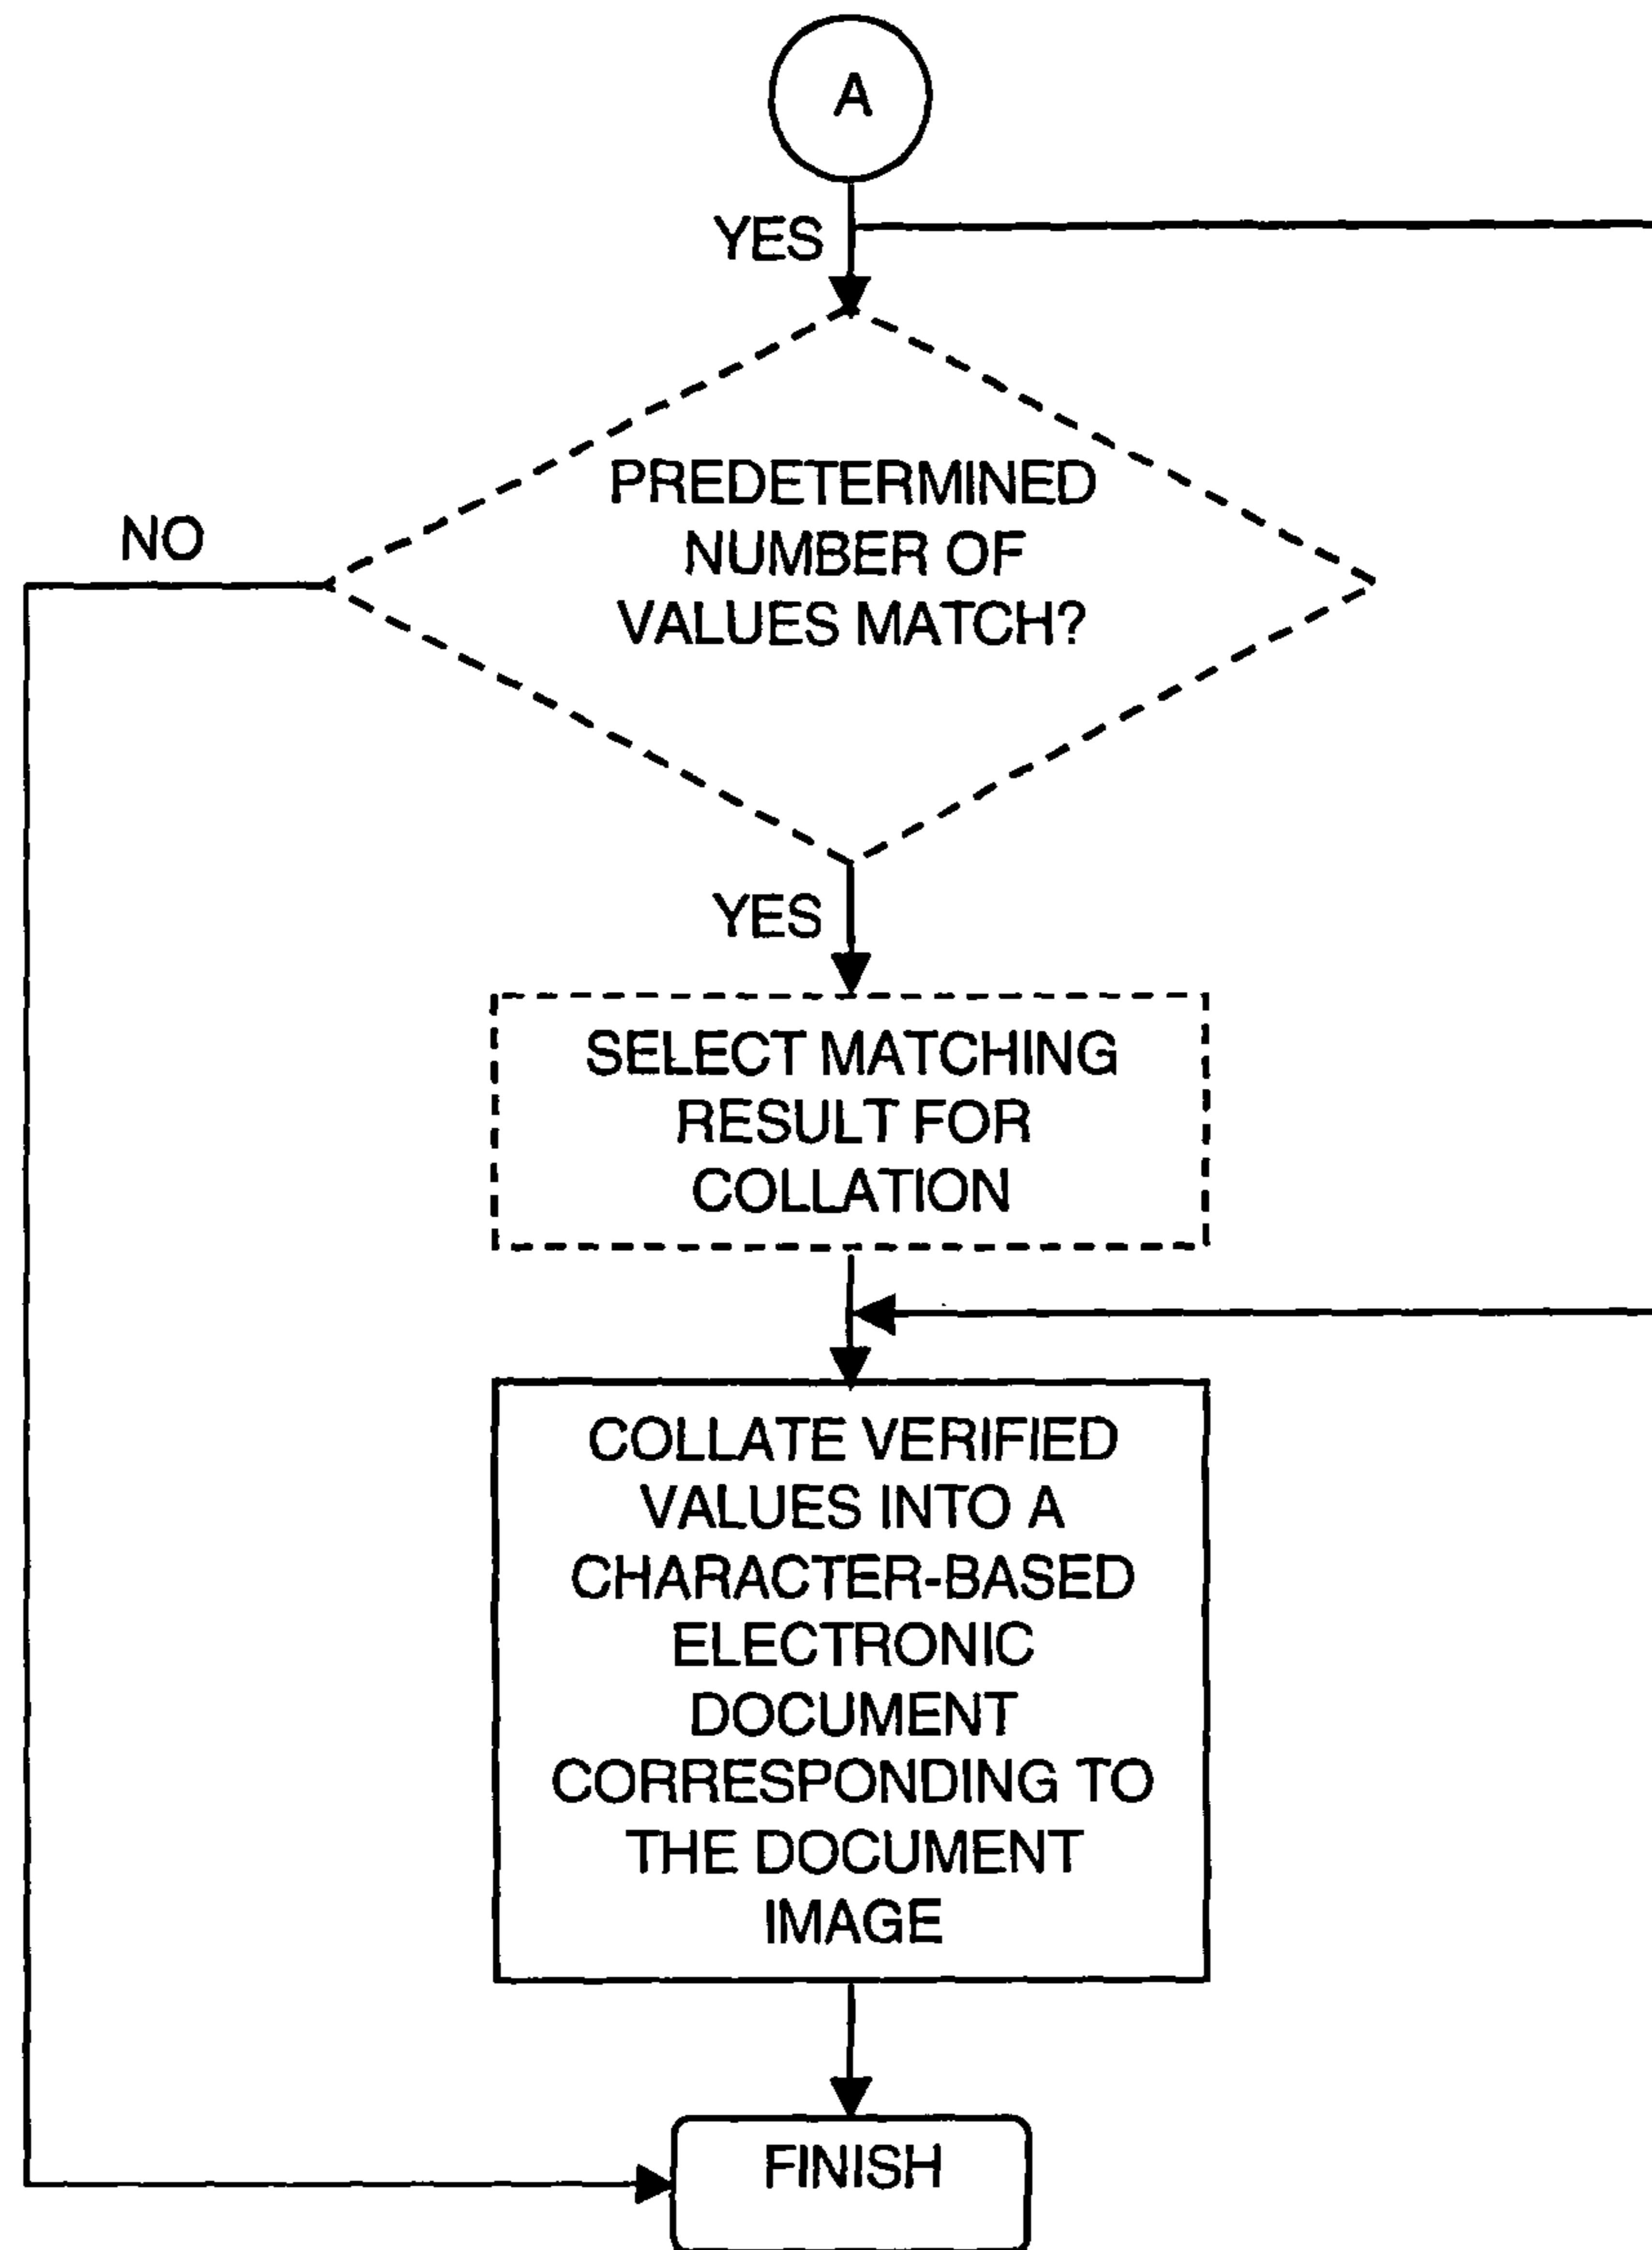 A
YES
PREDETERMINED
NUMBER OF
VALUES MATCH?
NO
YES
SELECT MATCHING
RESULT FOR
COLLATION
COLLATE VERIFIED
VALUES INTO A
CHARACTER-BASED
ELECTRONIC
DOCUMENT
CORRESPONDING TO
THE DOCUMENT
IMAGE
FINISH